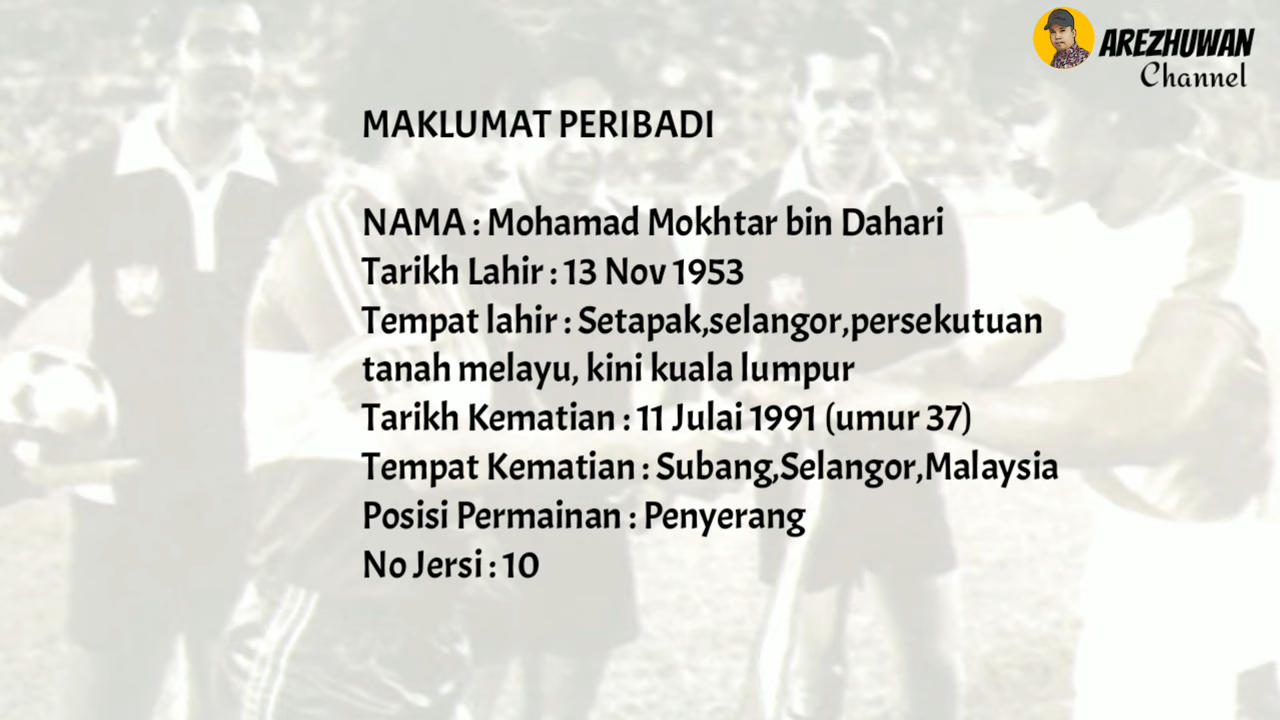 AREZHUWAN
Channel
MAKLUMAT PERIBADI
NAMA : Mohamad Mokhtar bin Dahari
Tarikh Lahir : 13 Nov 1953
Tempat lahir : Setapak,selangor,persekutuan
tanah melayu, kini kuala lumpur
Tarikh Kematian : 11 Julai 1991 (umur 37)
Tempat Kematian : Subang,Selangor,Malaysia
Posisi Permainan : Penyerang
No Jersi : 10